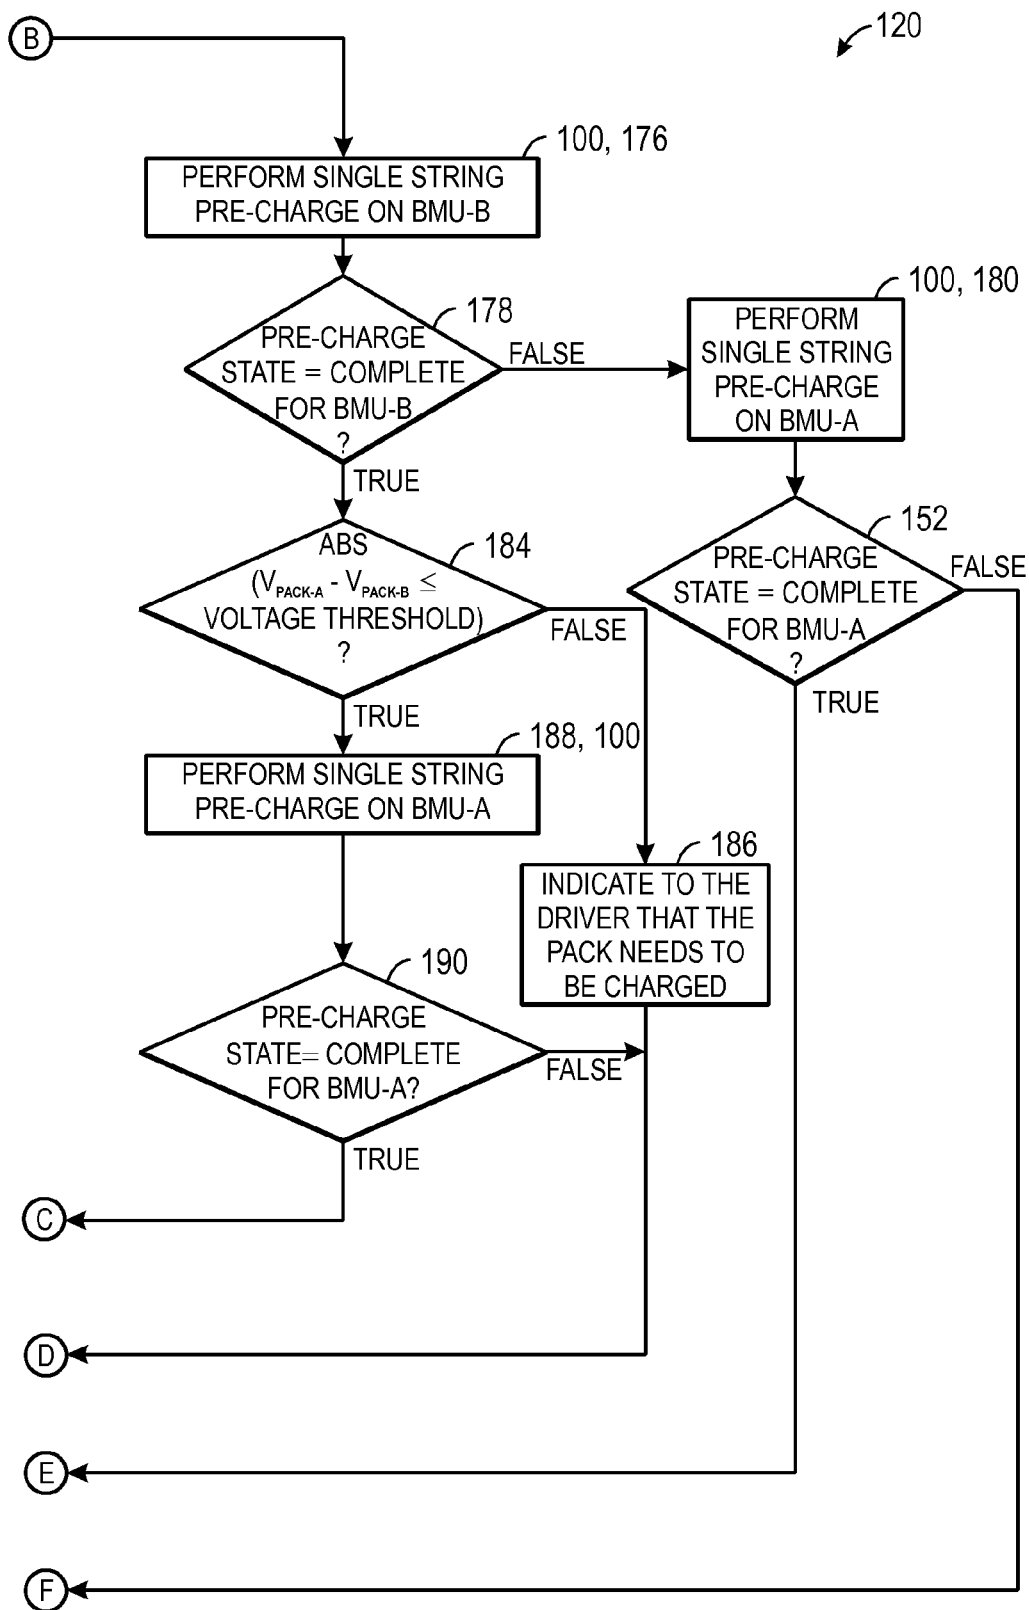 B
120
100, 176
PERFORM SINGLE STRING
PRE-CHARGE ON BMU-B
178
PRE-CHARGE
STATE = COMPLETE
FOR BMU-B
?
FALSE
TRUE
100, 180
PERFORM
SINGLE STRING
PRE-CHARGE
ON BMU-A
184
ABS
(V PACK-A - V PACK-B ≤
VOLTAGE THRESHOLD)
?
FALSE
TRUE
152
PRE-CHARGE
STATE = COMPLETE
FOR BMU-A
?
FALSE
TRUE
188, 100
PERFORM SINGLE STRING
PRE-CHARGE ON BMU-A
186
INDICATE TO THE
DRIVER THAT THE
PACK NEEDS TO
BE CHARGED
190
PRE-CHARGE
STATE= COMPLETE
FOR BMU-A?
FALSE
TRUE
C
D
E
F